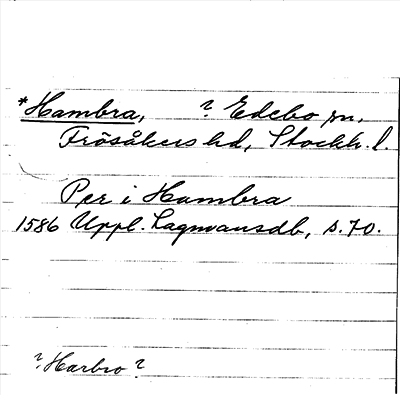 *Hambra, ? Edebo sn,
Frösåkers hd, Stockh. l.
Per i Hambra
1586 Uppl. Lagmansdb, s. 70.
? Harbro ?